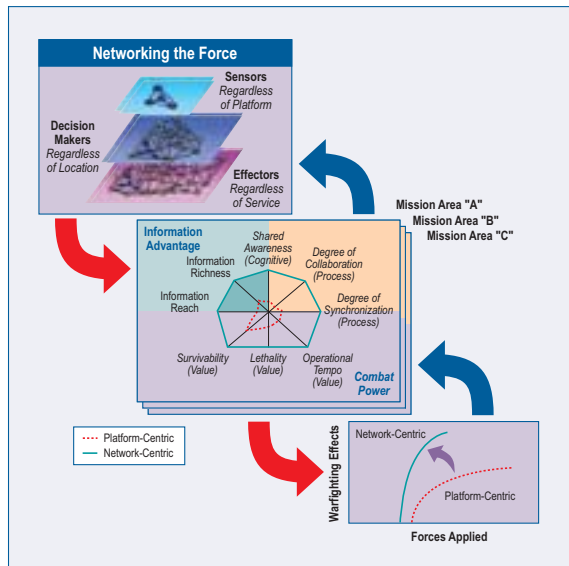 Networking the Force
Sensors
Regardless
of Platform
Decision
Makers
Regardless
of Location
Effectors
Regardless
of Service
Mission Area "A"
Mission Area "B"
Mission Area "C"
Information
Advantage
Shared
Awareness
(Cognitive)
Information
Richness
Degree of
Collaboration
(Process)
Information
Reach
Degree of
Synchronization
(Process)
Survivability
(Value)
Lethality
(Value)
Operational
Tempo
(Value)
Combat
Power
Platform-Centric
Network-Centric
Warfighting Effects
Network-Centric
Platform-Centric
Forces Applied